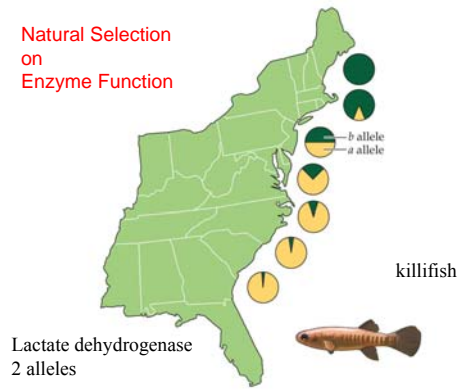 Natural Selection
on
Enzyme Function
b allele
a allele
killifish
Lactate dehydrogenase
2 alleles